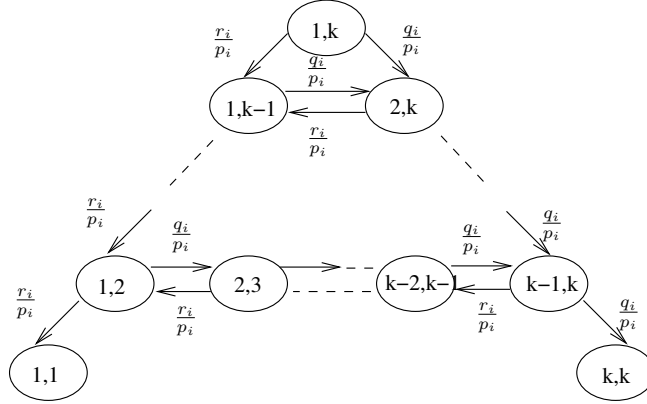 1,k
r_i/p_i q_i/p_i q_i/p_i
1,k−1 2,k
r_i/p_i
r_i/p_i q_i/p_i q_i/p_i q_i/p_i
1,2 2,3 k−2,k−1 k−1,k
r_i/p_i r_i/p_i r_i/p_i q_i/p_i
1,1 k,k